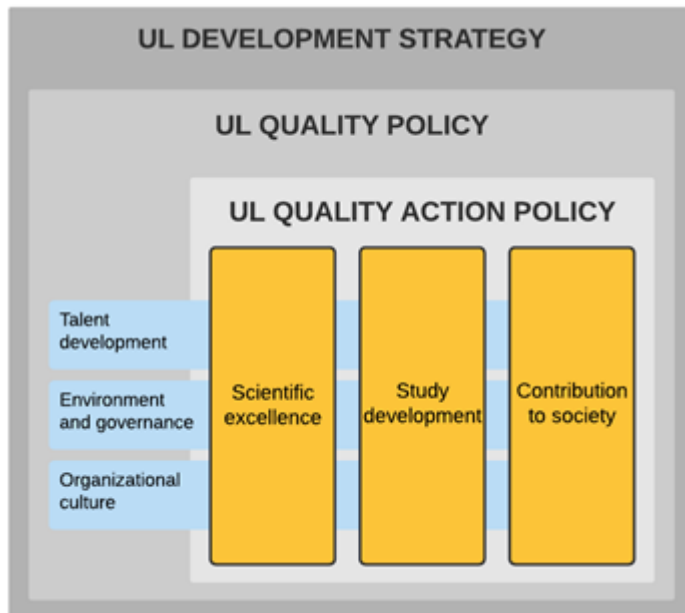 UL DEVELOPMENT STRATEGY
UL QUALITY POLICY
UL QUALITY ACTION POLICY
Talent
development
Environment
and governance
Organizational
culture
Scientific
excellence
Study
development
Contribution
to society